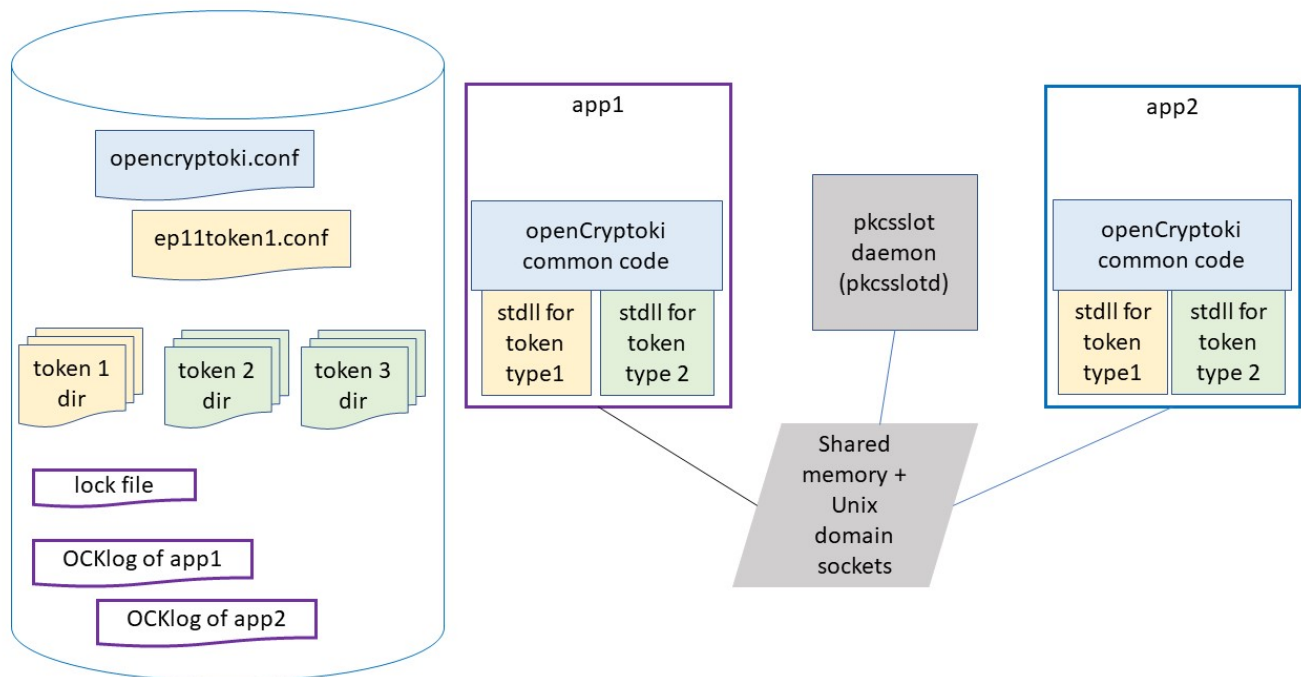 opencryptoki.conf
ep11token1.conf
token 1
dir
token 2
dir
token 3
dir
lock file
OCKlog of app1
OCKlog of app2
app1
openCryptoki
common code
stdll for
token
type1
stdll for
token
type 2
pkcsslot
daemon
(pkcsslotd)
Shared
memory +
Unix
domain
sockets
app2
openCryptoki
common code
stdll for
token
type1
stdll for
token
type 2